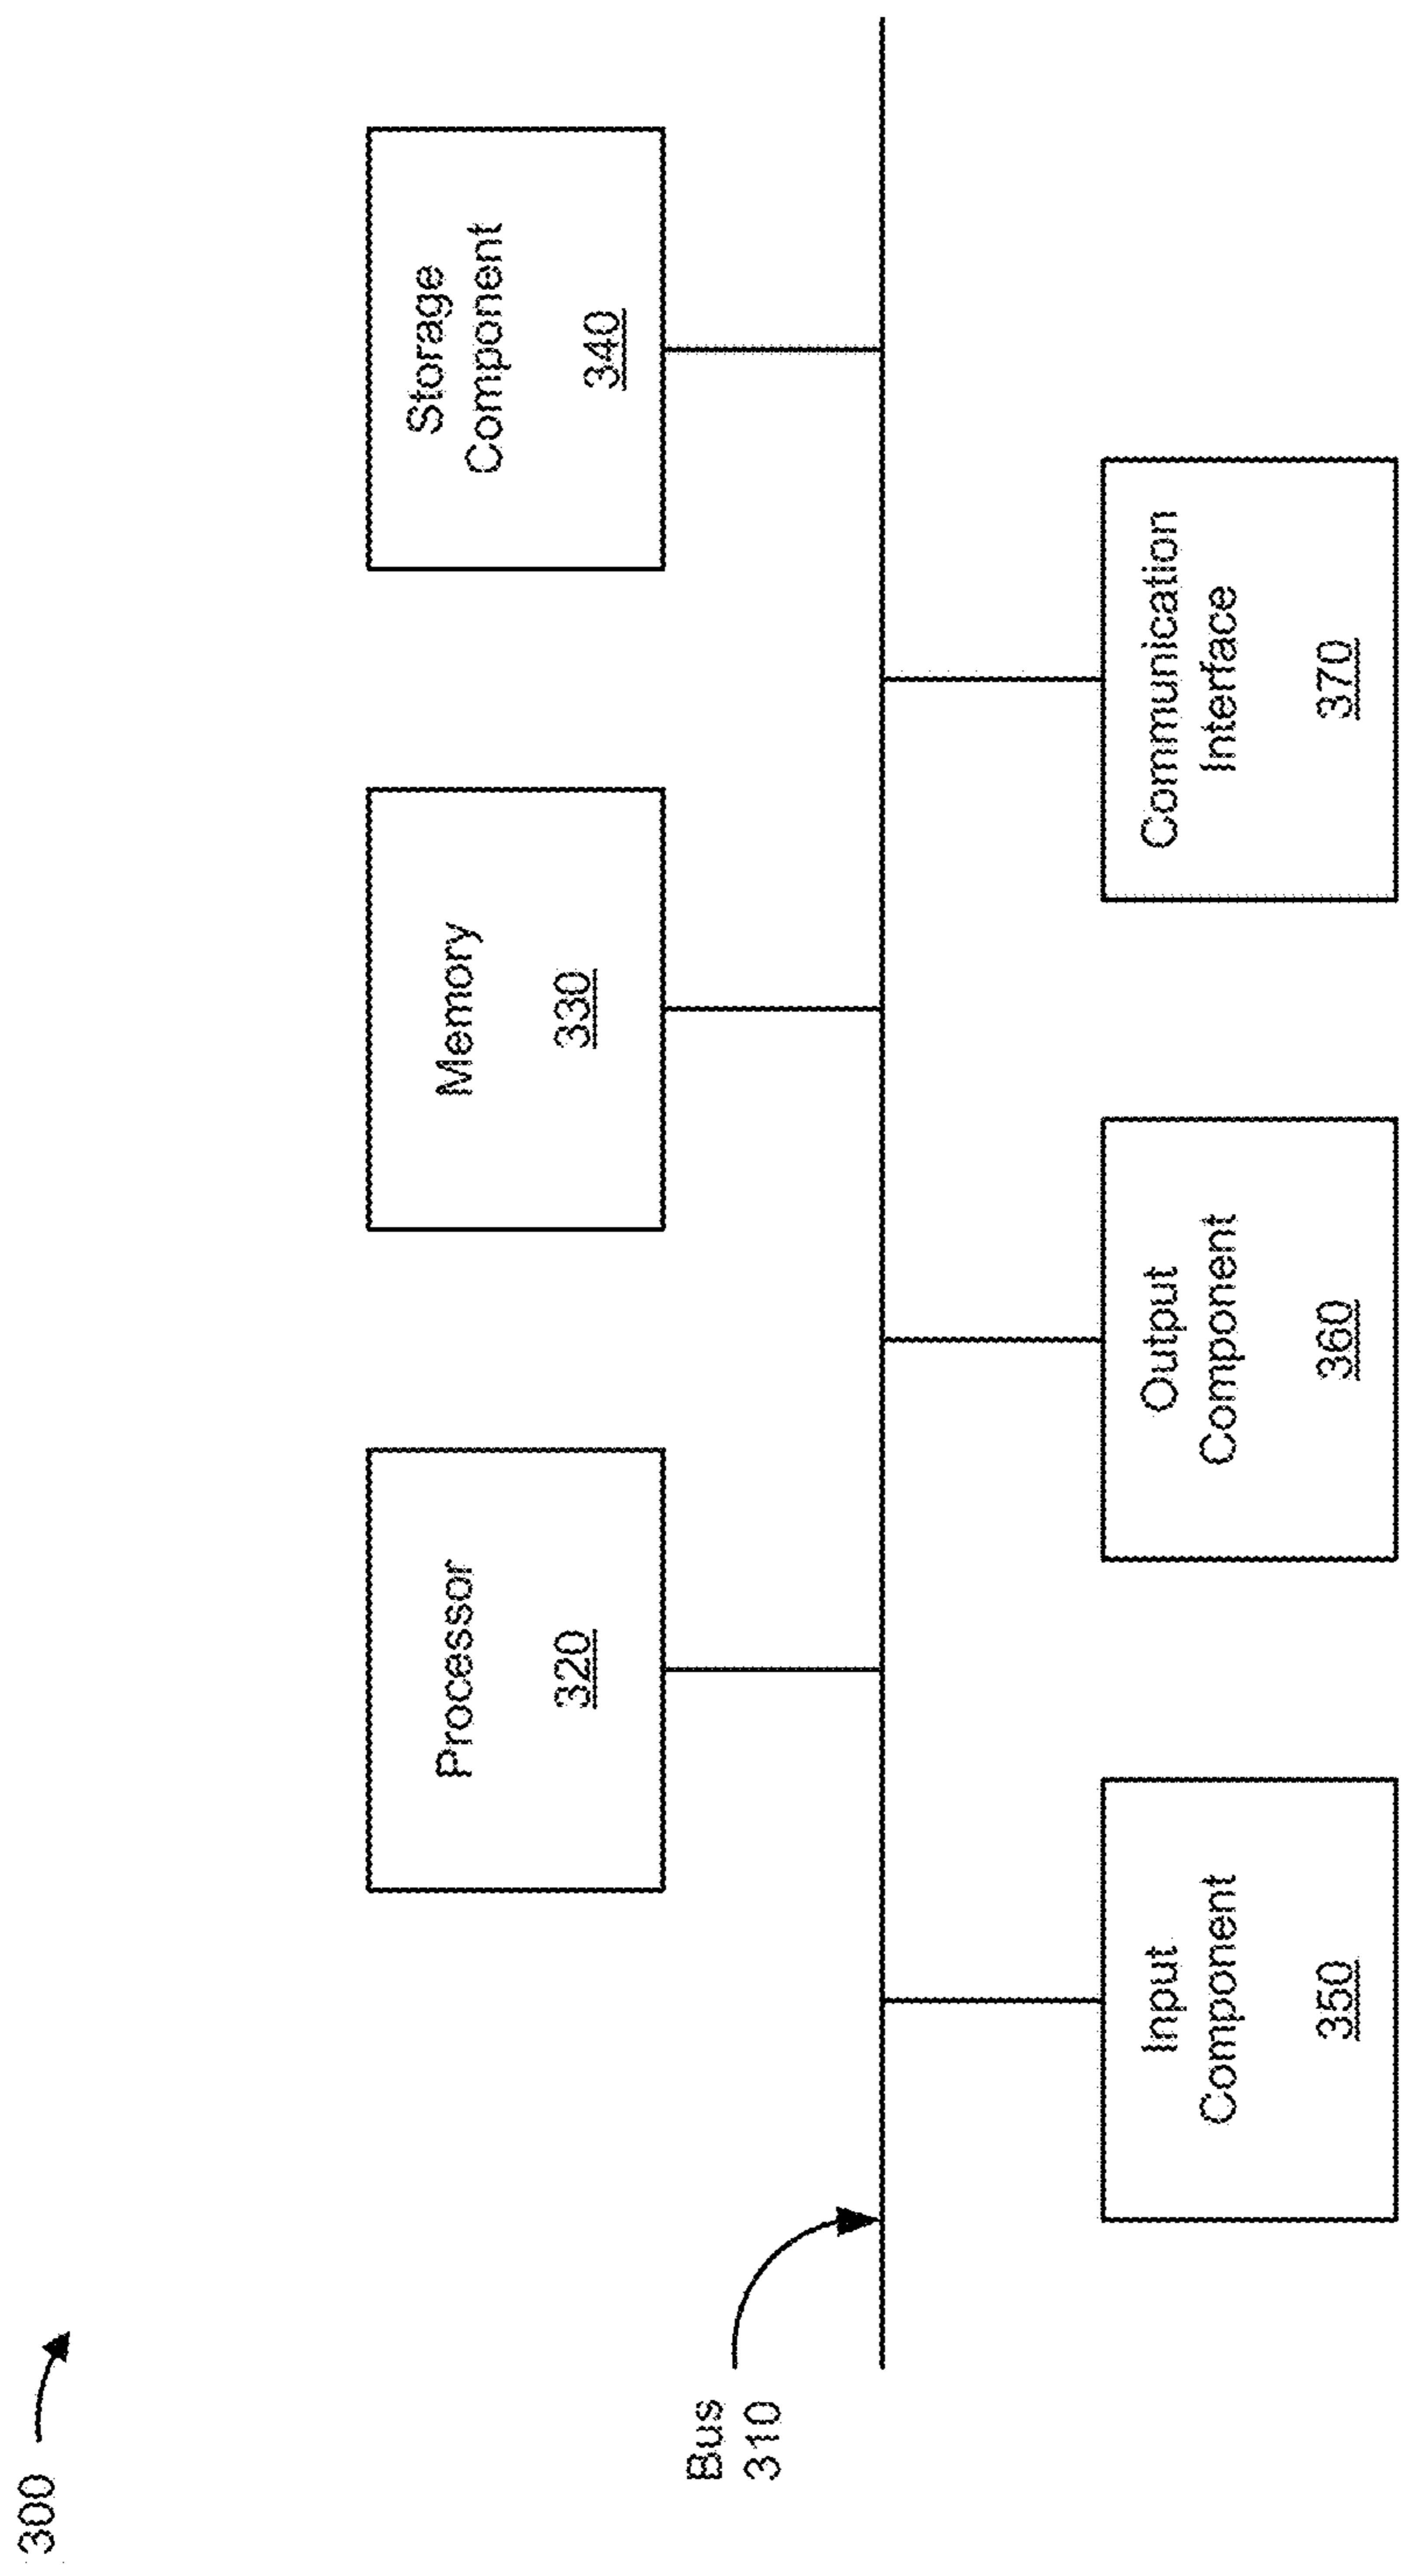 300
Processor
320
Memory
330
Storage
Component
340
Bus
310
Input
Component
350
Output
Component
360
Communication
Interface
370